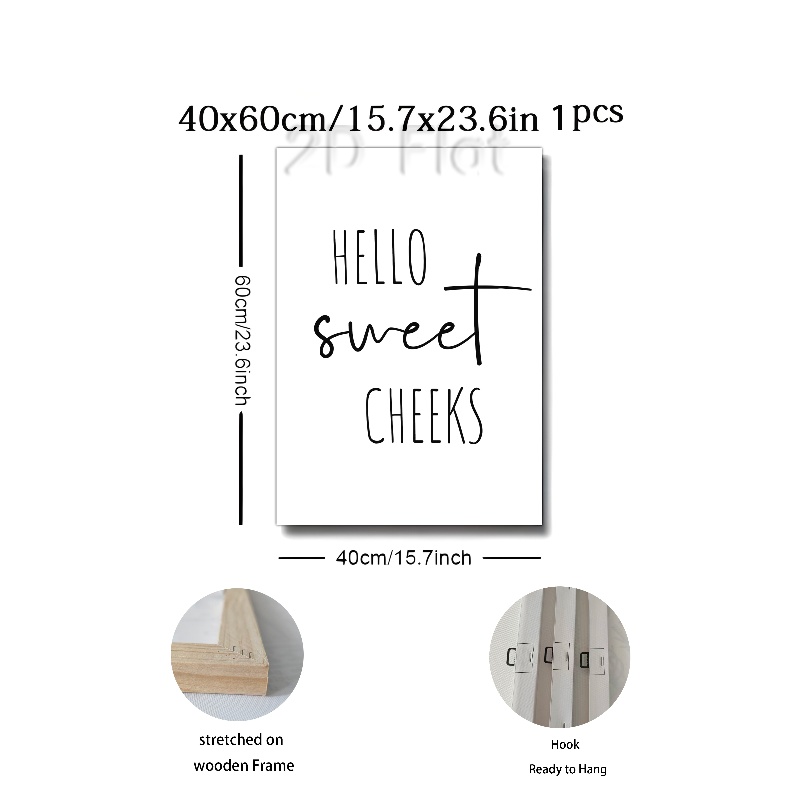 40x60cm/15.7x23.6in 1pcs
2D Flat
60cm/23.6inch
HELLO
sweet
CHEEKS
40cm/15.7inch
stretched on
wooden Frame
Hook
Ready to Hang